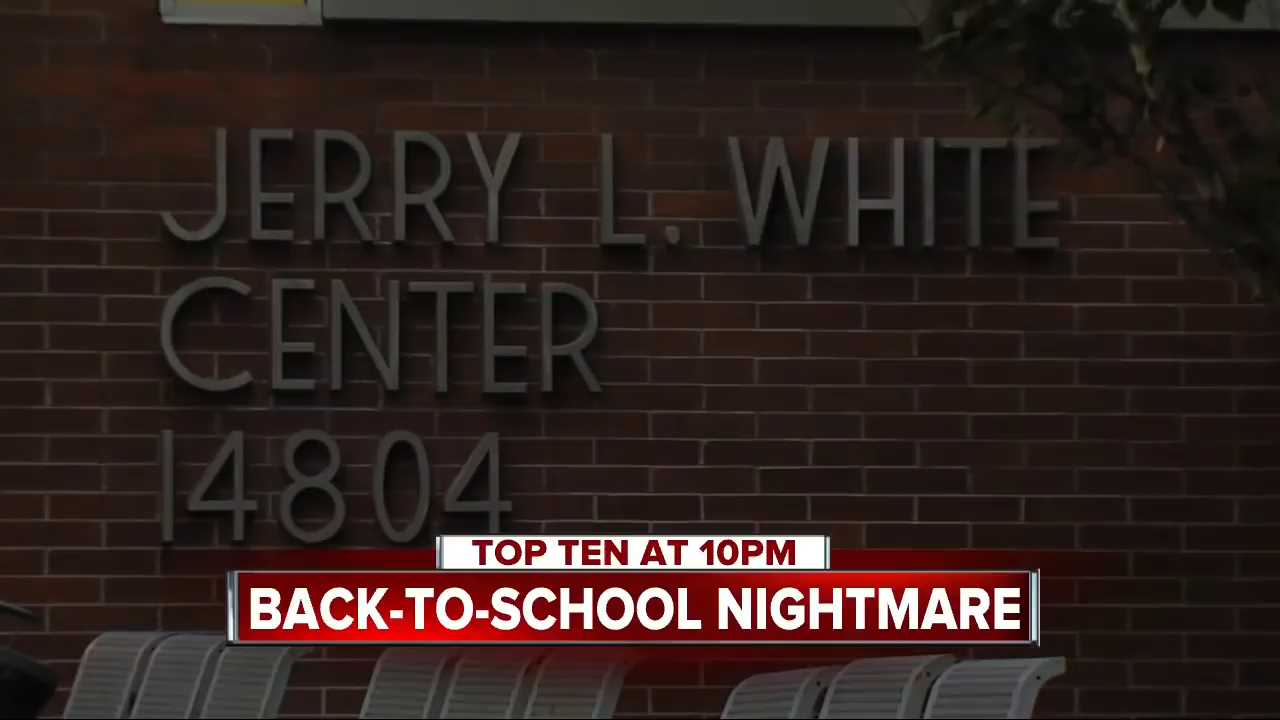 JERRY L. WHITE
CENTER
14804
TOP TEN AT 10PM
BACK-TO-SCHOOL NIGHTMARE